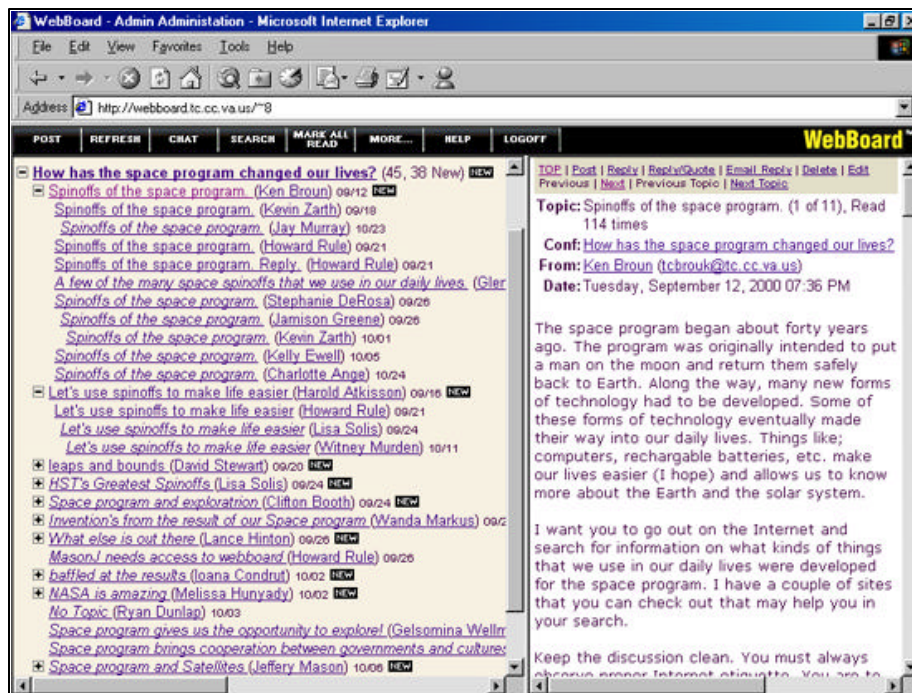 WebBoard - Admin Administation - Microsoft Internet Explorer
File Edit View Favorites Tools Help
Address http://webboard.tc.cc.va.us/~8
POST REFRESH CHAT SEARCH MARK ALL READ MORE... HELP LOGOFF WebBoard
How has the space program changed our lives? (45, 38 New) NEW
Spinoffs of the space program. (Ken Broun) 09/12 NEW
Spinoffs of the space program. (Kevin Zarth) 09/18
Spinoffs of the space program. (Jay Murray) 10/23
Spinoffs of the space program. (Howard Rule) 09/21
Spinoffs of the space program. Reply. (Howard Rule) 09/21
A few of the many space spinoffs that we use in our daily lives. (Gler
Spinoffs of the space program. (Stephanie DeRosa) 09/26
Spinoffs of the space program. (Jamison Greene) 09/26
Spinoffs of the space program. (Kevin Zarth) 10/01
Spinoffs of the space program. (Kelly Ewell) 10/05
Spinoffs of the space program. (Charlotte Ange) 10/24
Let's use spinoffs to make life easier (Harold Atkisson) 09/16 NEW
Let's use spinoffs to make life easier (Howard Rule) 09/21
Let's use spinoffs to make life easier (Lisa Solis) 09/24
Let's use spinoffs to make life easier (Witney Murden) 10/11
leaps and bounds (David Stewart) 09/20 NEW
HST's Greatest Spinoffs (Lisa Solis) 09/24 NEW
Space program and exploratrion (Clifton Booth) 09/24 NEW
Invention's from the result of our Space program (Wanda Markus) 09/2
What else is out there (Lance Hinton) 09/26 NEW
MasonJ needs access to webboard (Howard Rule) 09/26
baffled at the results (Ioana Condrut) 10/02 NEW
NASA is amazing (Melissa Hunyady) 10/02 NEW
No Topic (Ryan Dunlap) 10/03
Space program gives us the opportunity to explore! (Gelsomina Wellm
Space program brings cooperation between governments and cultures
Space program and Satellites (Jeffery Mason) 10/06 NEW
TOP | Post | Reply | Reply/Quote | Email Reply | Delete | Edit
Previous | Next | Previous Topic | Next Topic
Topic: Spinoffs of the space program. (1 of 11), Read
114 times
Conf: How has the space program changed our lives?
From: Ken Broun (tcbrouk@tc.cc.va.us)
Date: Tuesday, September 12, 2000 07:36 PM
The space program began about forty years
ago. The program was originally intended to put
a man on the moon and return them safely
back to Earth. Along the way, many new forms
of technology had to be developed. Some of
these forms of technology eventually made
their way into our daily lives. Things like;
computers, rechargable batteries, etc. make
our lives easier (I hope) and allows us to know
more about the Earth and the solar system.
I want you to go out on the Internet and
search for information on what kinds of things
that we use in our daily lives were developed
for the space program. I have a couple of sites
that you can check out that may help you in
your search.
Keep the discussion clean. You must always
observe proper Internet etiquette. You are to